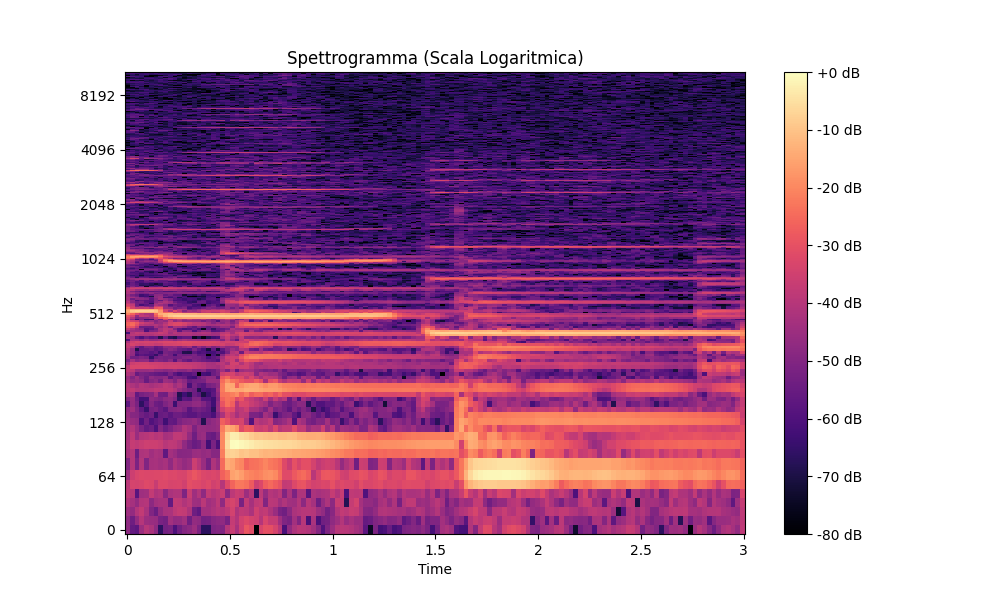 Spettrogramma (Scala Logaritmica)
8192
4096
2048
1024
512
256
128
64
0
Hz
0
0.5
1
1.5
2
2.5
3
Time
+0 dB
-10 dB
-20 dB
-30 dB
-40 dB
-50 dB
-60 dB
-70 dB
-80 dB